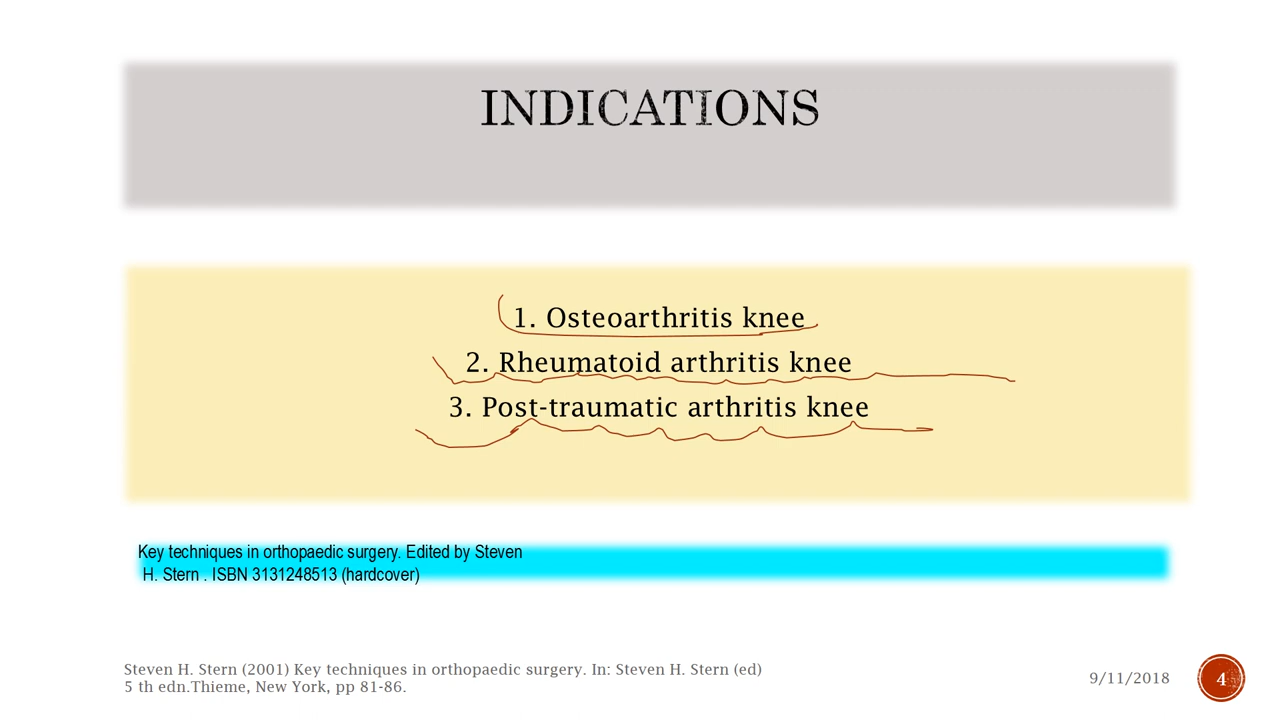 INDICATIONS
1. Osteoarthritis knee
2. Rheumatoid arthritis knee
3. Post-traumatic arthritis knee
Key techniques in orthopaedic surgery. Edited by Steven
H. Stern . ISBN 3131248513 (hardcover)
Steven H. Stern (2001) Key techniques in orthopaedic surgery. In: Steven H. Stern (ed)
5 th edn.Thieme, New York, pp 81-86.
9/11/2018
4